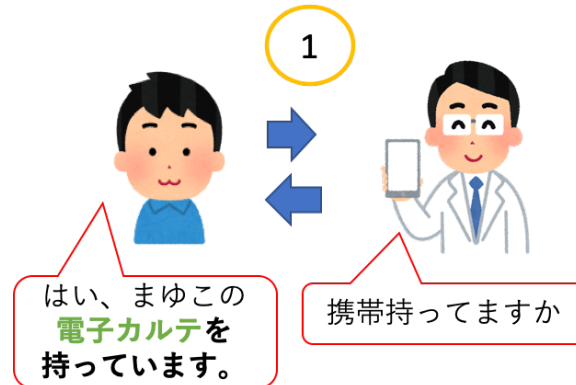 1
携帯持ってますか
はい、まゆこの
電子カルテを
持っています。